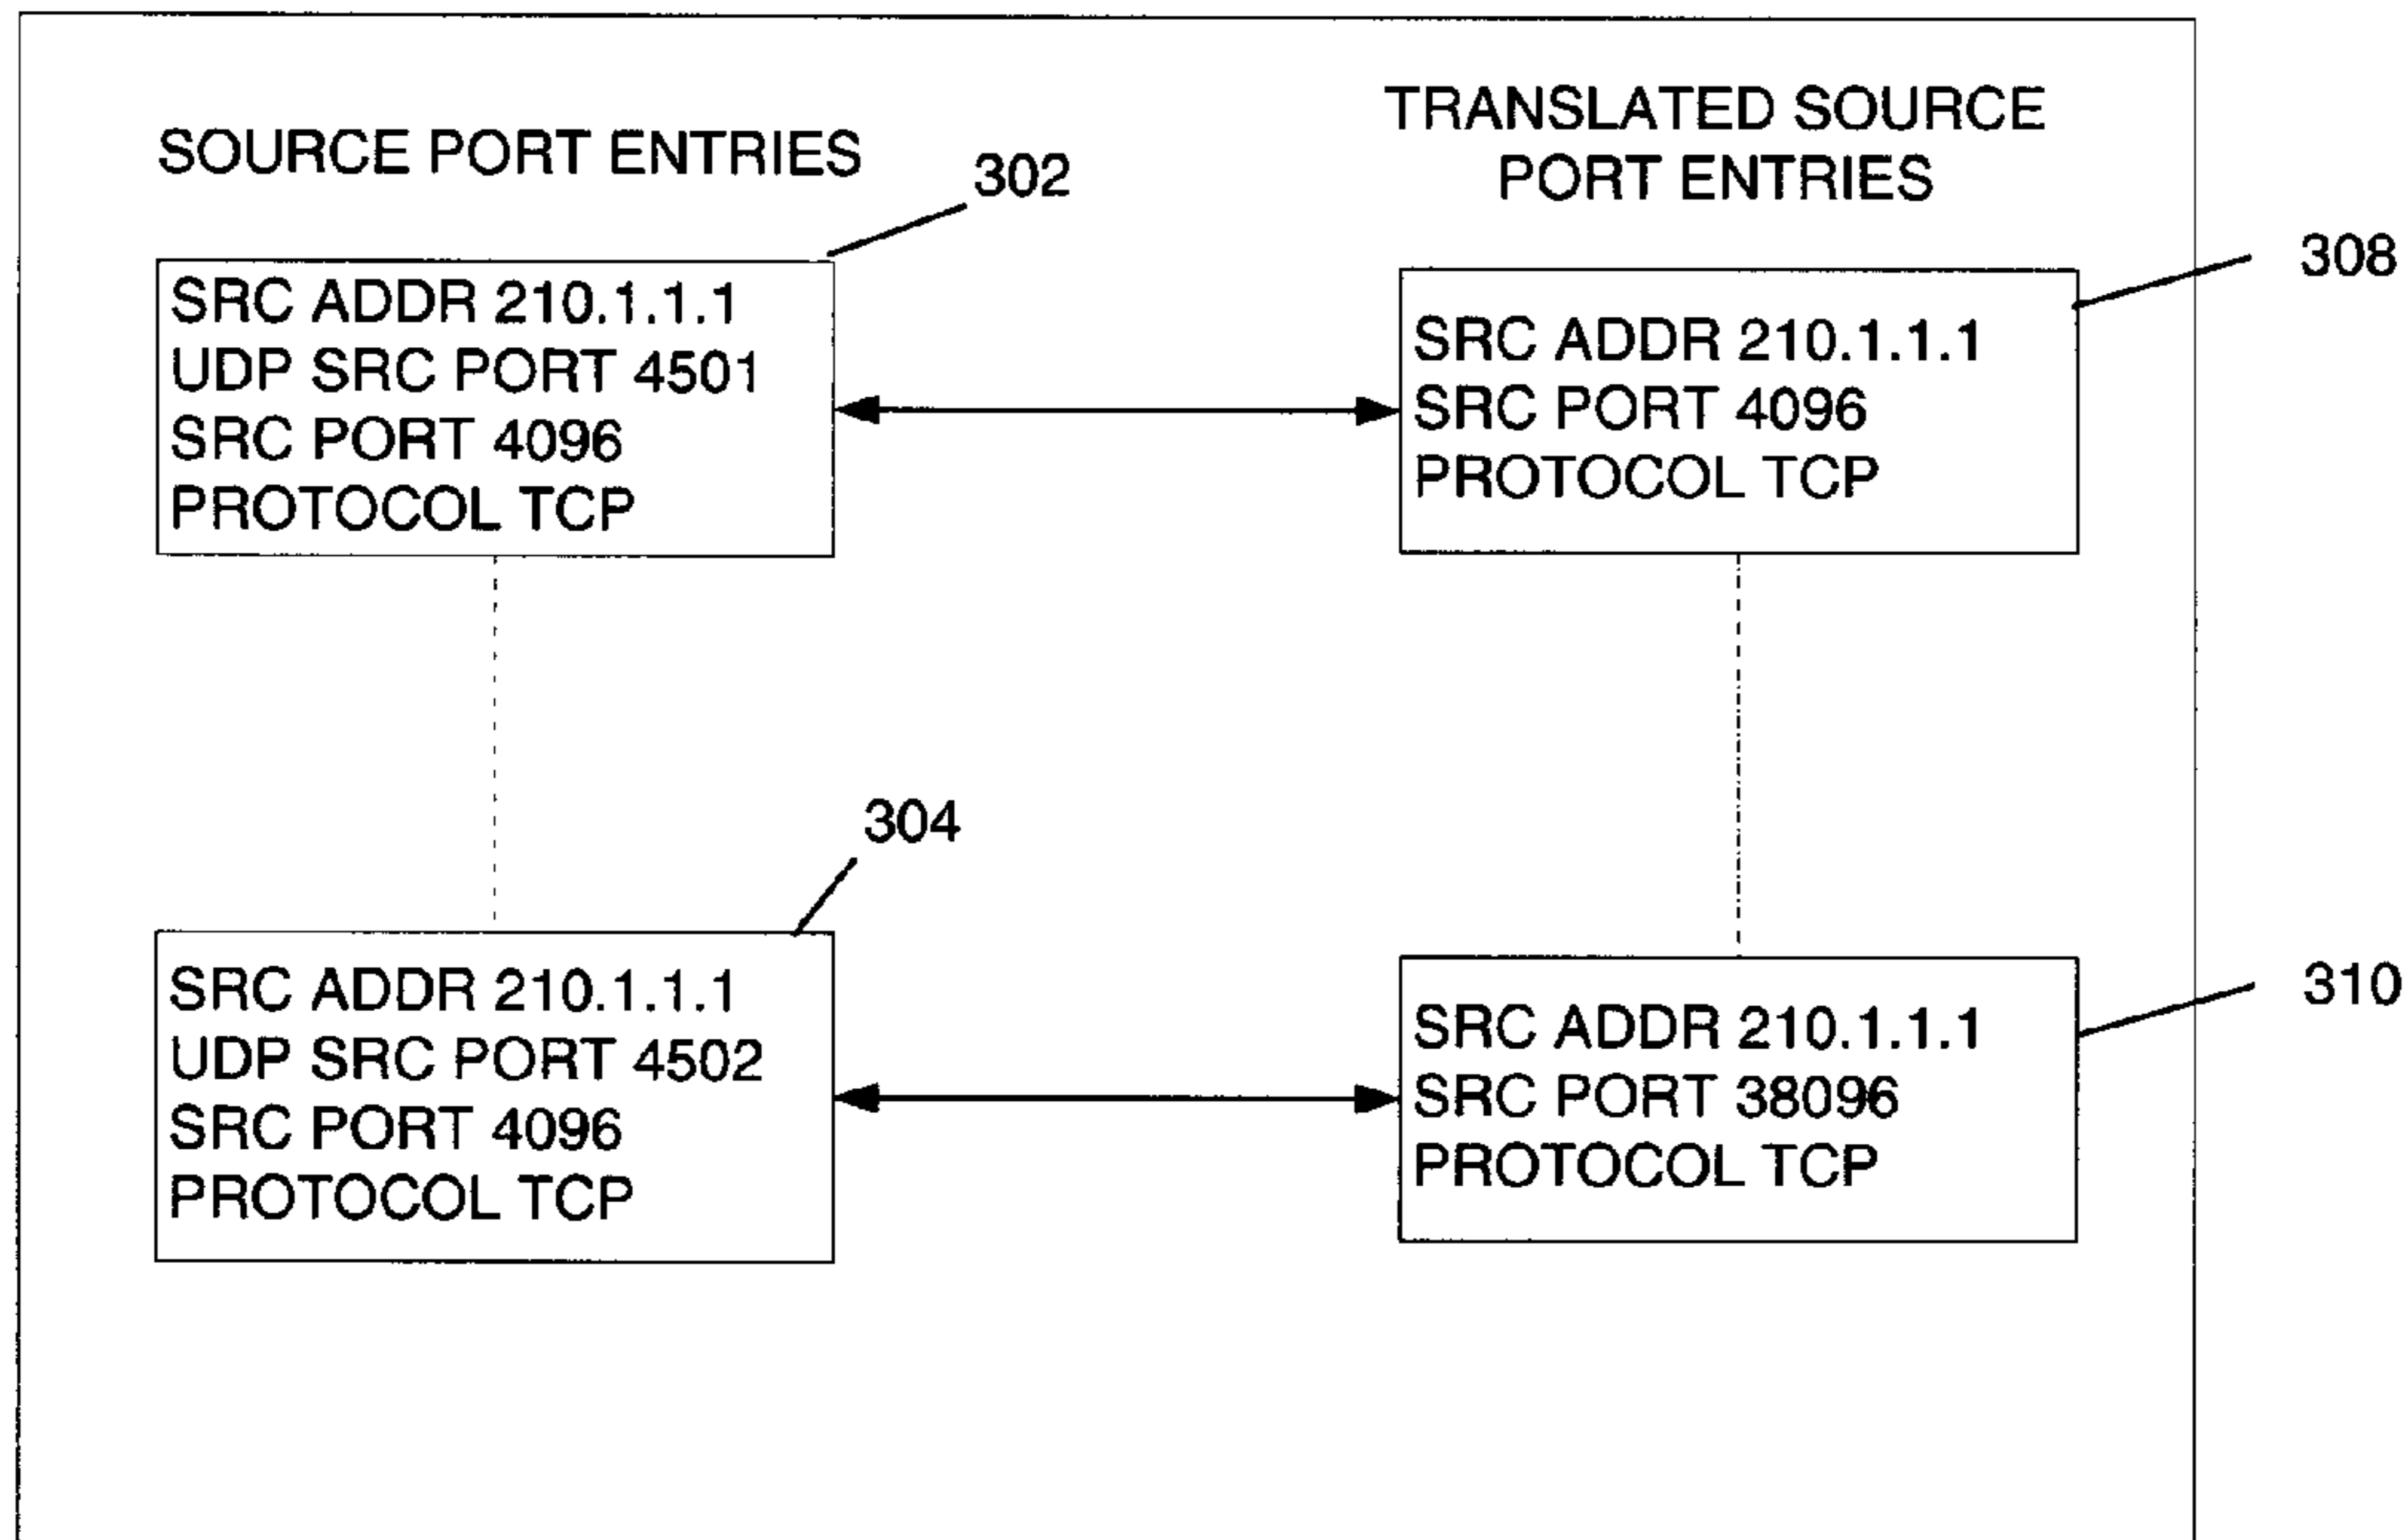 SOURCE PORT ENTRIES
302
SRC ADDR 210.1.1.1
UDP SRC PORT 4501
SRC PORT 4096
PROTOCOL TCP
TRANSLATED SOURCE
PORT ENTRIES
308
SRC ADDR 210.1.1.1
SRC PORT 4096
PROTOCOL TCP
304
SRC ADDR 210.1.1.1
UDP SRC PORT 4502
SRC PORT 4096
PROTOCOL TCP
310
SRC ADDR 210.1.1.1
SRC PORT 38096
PROTOCOL TCP